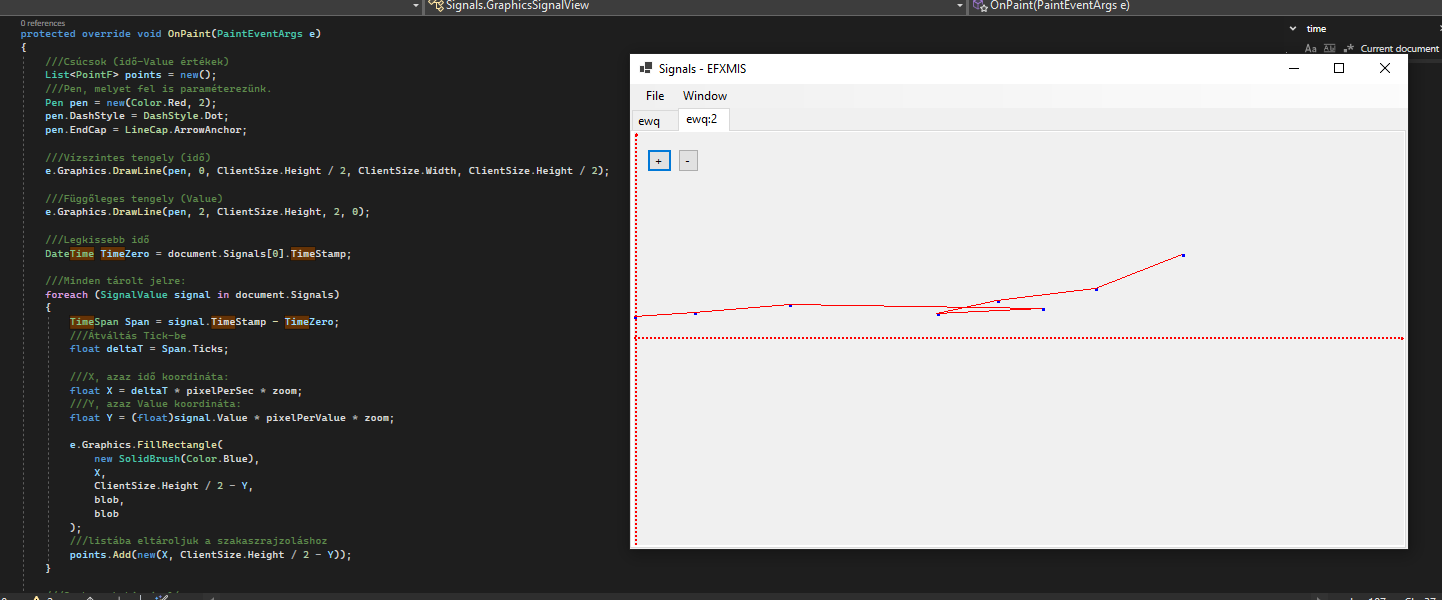 Signals.GraphicsSignalView
OnPaint(PaintEventArgs e)
0 references
protected override void OnPaint(PaintEventArgs e)
{
///Csúcsok (idő-Value értékek)
List<PointF> points = new();
///Pen, melyet fel is paraméterezünk.
Pen pen = new(Color.Red, 2);
pen.DashStyle = DashStyle.Dot;
pen.EndCap = LineCap.ArrowAnchor;
///Vízszintes tengely (idő)
e.Graphics.DrawLine(pen, 0, ClientSize.Height / 2, ClientSize.Width, ClientSize.Height / 2);
///Függőleges tengely (Value)
e.Graphics.DrawLine(pen, 2, ClientSize.Height, 2, 0);
///Legkissebb idő
DateTime TimeZero = document.Signals[0].TimeStamp;
///Minden tárolt jelre:
foreach (SignalValue signal in document.Signals)
{
TimeSpan Span = signal.TimeStamp - TimeZero;
///Átváltás Tick-be
float deltaT = Span.Ticks;
///X, azaz idő koordináta:
float X = deltaT * pixelPerSec * zoom;
///Y, azaz Value koordináta:
float Y = (float)signal.Value * pixelPerValue * zoom;
e.Graphics.FillRectangle(
new SolidBrush(Color.Blue),
X,
ClientSize.Height / 2 - Y,
blob,
blob
);
///listába eltároljuk a szakaszrajzoláshoz
points.Add(new(X, ClientSize.Height / 2 - Y));
}
time
Aa Current document
Signals - EFXMIS
File Window
ewq ewq:2
+ -